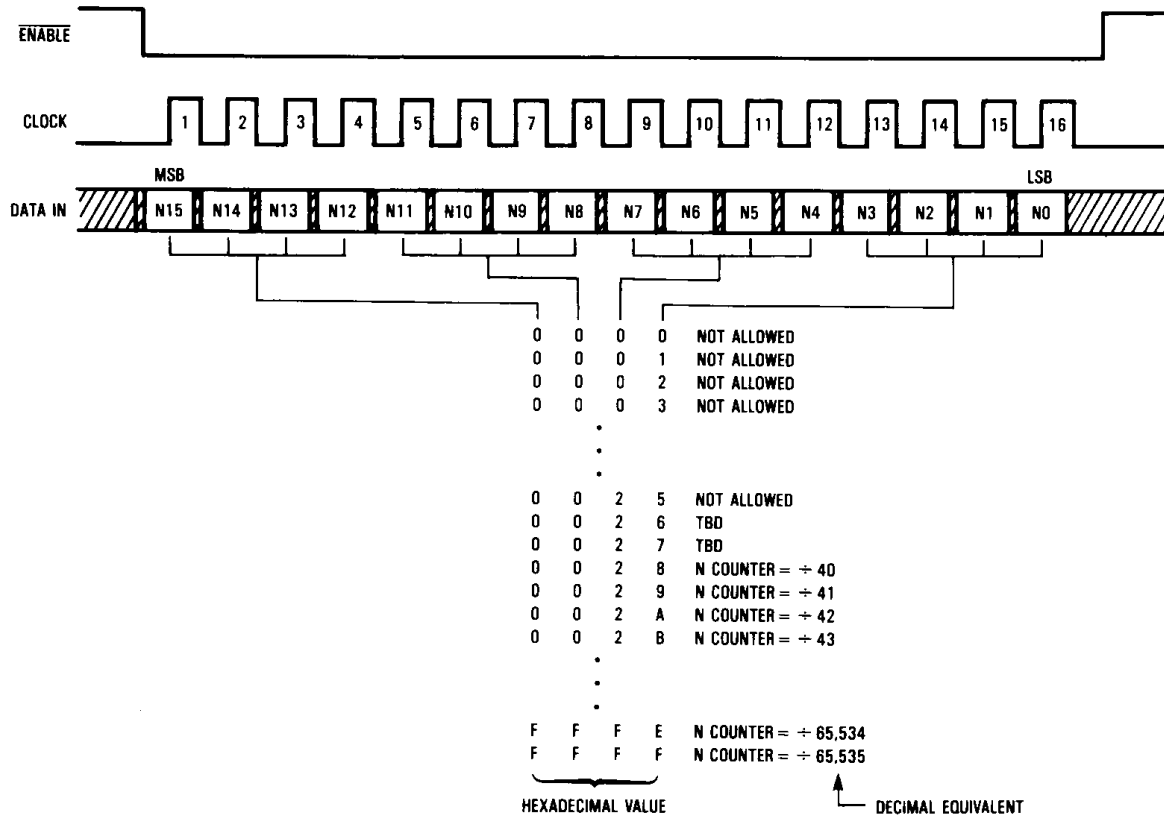 ENABLE
CLOCK 1 2 3 4 5 6 7 8 9 10 11 12 13 14 15 16
MSB LSB
DATA IN N15 N14 N13 N12 N11 N10 N9 N8 N7 N6 N5 N4 N3 N2 N1 N0
0 0 0 0 NOT ALLOWED
0 0 0 1 NOT ALLOWED
0 0 0 2 NOT ALLOWED
0 0 0 3 NOT ALLOWED
0 0 2 5 NOT ALLOWED
0 0 2 6 TBD
0 0 2 7 TBD
0 0 2 8 N COUNTER = ÷ 40
0 0 2 9 N COUNTER = ÷ 41
0 0 2 A N COUNTER = ÷ 42
0 0 2 B N COUNTER = ÷ 43
F F F E N COUNTER = ÷ 65,534
F F F F N COUNTER = ÷ 65,535
HEXADECIMAL VALUE DECIMAL EQUIVALENT